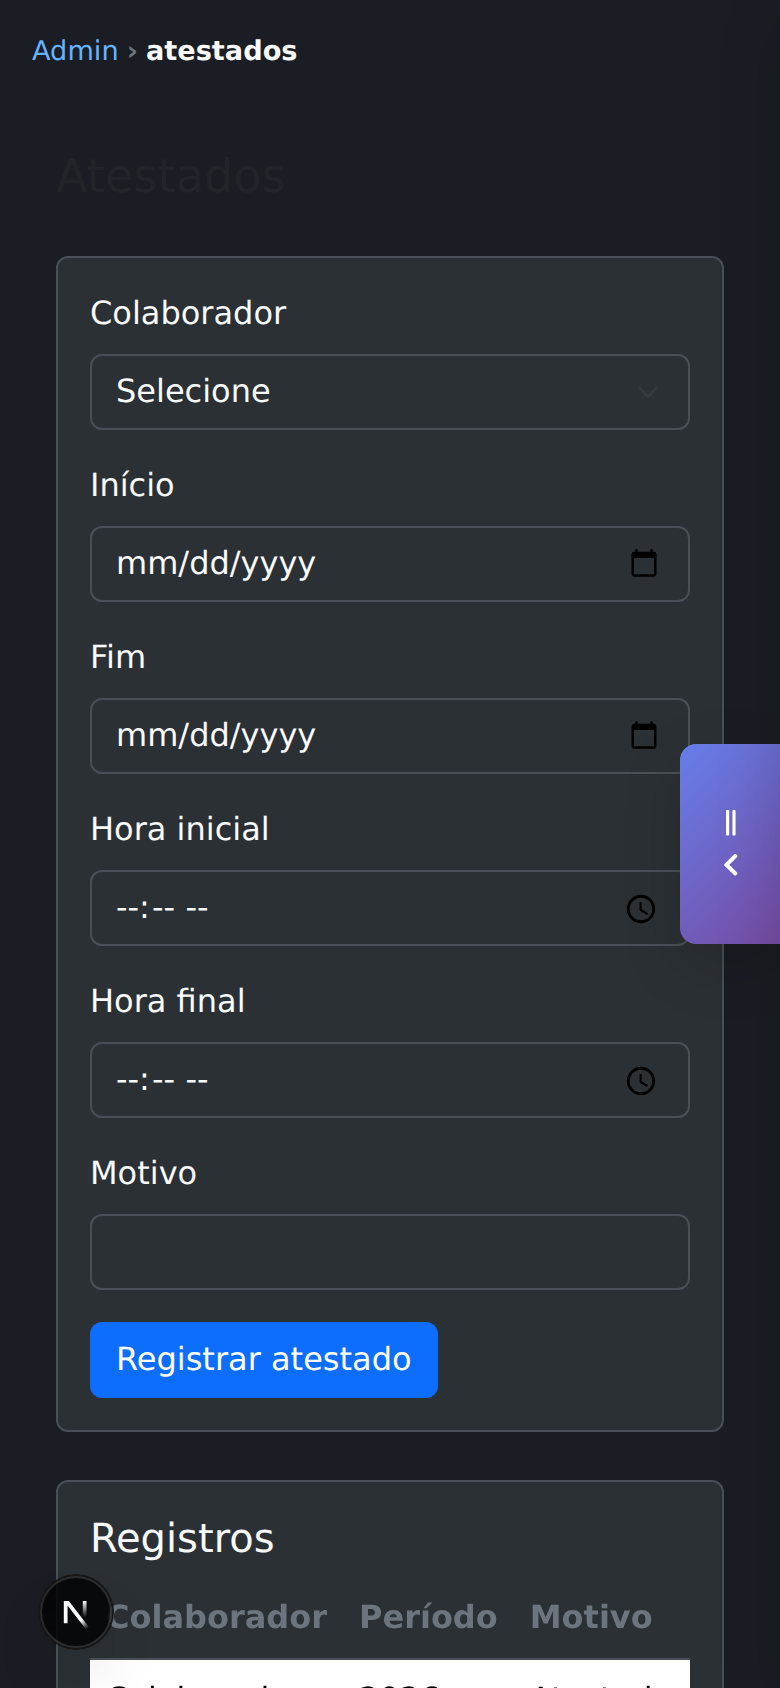 Admin › atestados
Atestados
Colaborador
Selecione
Início
mm/dd/yyyy
Fim
mm/dd/yyyy
Hora inicial
--:-- --
Hora final
--:-- --
Motivo
Registrar atestado
Registros
Colaborador Período Motivo